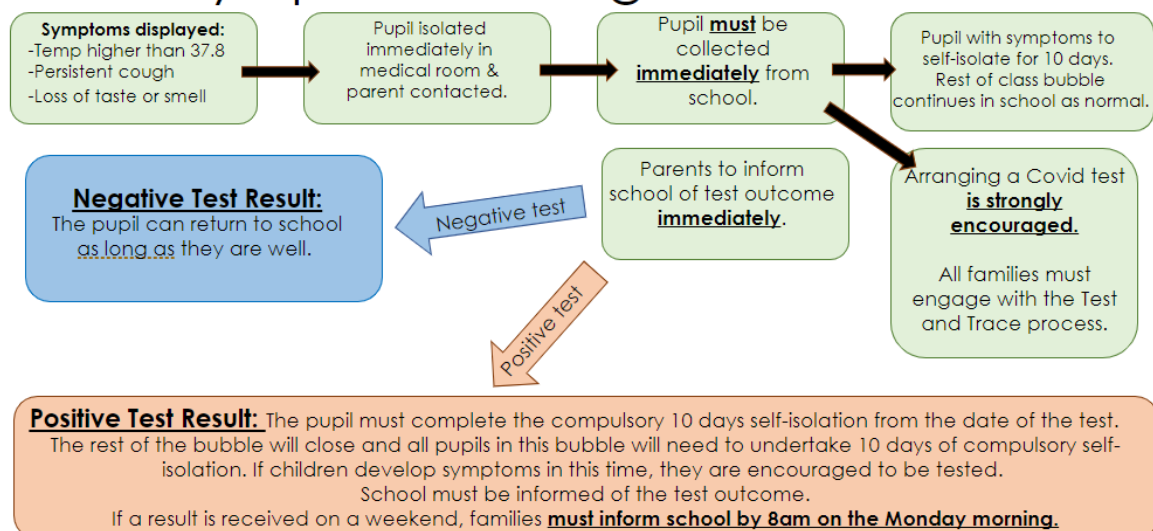 Symptoms displayed:
-Temp higher than 37.8
-Persistent cough
-Loss of taste or smell
Pupil isolated
immediately in
medical room &
parent contacted.
Pupil must be
collected
immediately from
school.
Pupil with symptoms to
self-isolate for 10 days.
Rest of class bubble
continues in school as normal.
Arranging a Covid test
is strongly
encouraged.
All families must
engage with the Test
and Trace process.
Parents to inform
school of test outcome
immediately.
Negative test
Negative Test Result:
The pupil can return to school
as long as they are well.
Positive test
Positive Test Result: The pupil must complete the compulsory 10 days self-isolation from the date of the test.
The rest of the bubble will close and all pupils in this bubble will need to undertake 10 days of compulsory self-
isolation. If children develop symptoms in this time, they are encouraged to be tested.
School must be informed of the test outcome.
If a result is received on a weekend, families must inform school by 8am on the Monday morning.